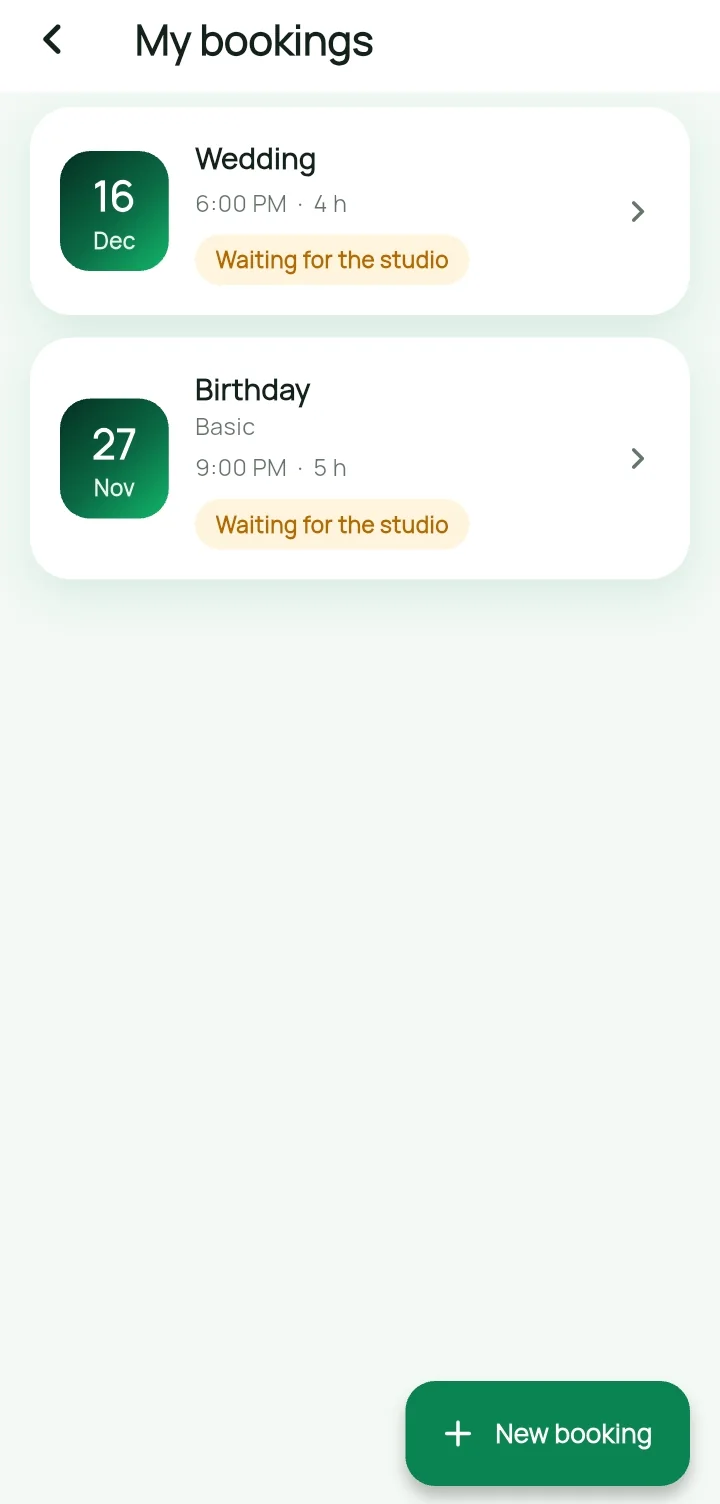 My bookings
16
Dec
Wedding
6:00 PM · 4 h
Waiting for the studio
27
Nov
Birthday
Basic
9:00 PM · 5 h
Waiting for the studio
New booking